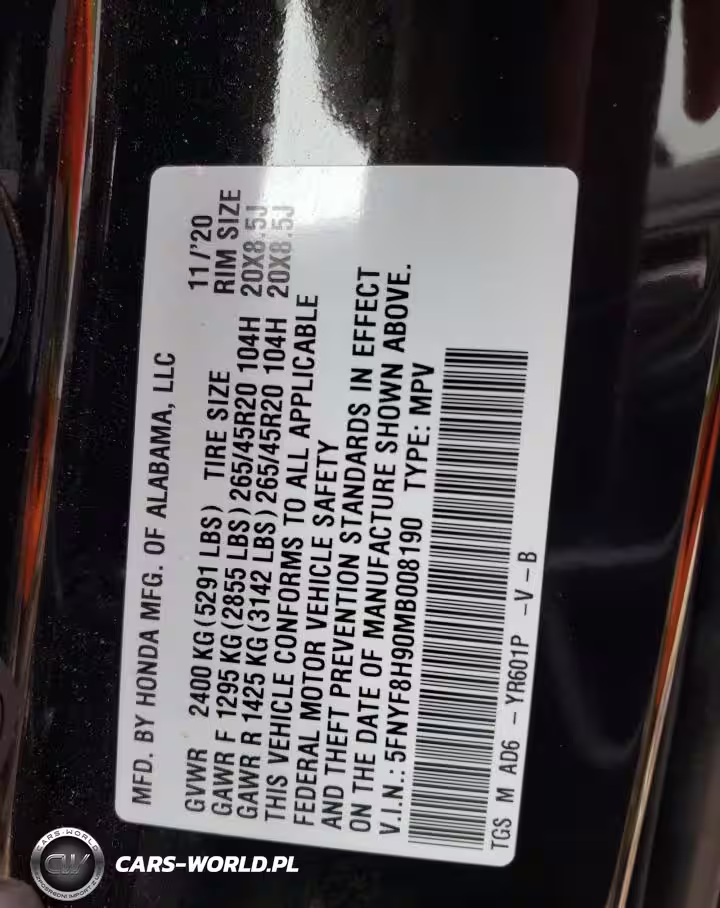 MFD. BY HONDA MFG. OF ALABAMA, LLC 11/'20
GVWR 2400 KG(5291 LBS) TIRE SIZE RIM SIZE
GAWR F 1295 KG(2855 LBS)265/45R20 104H 20X8.5J
GAWR R 1425 KG(3142 LBS)265/45R20 104H 20X8.5J
THIS VEHICLE CONFORMS TO ALL APPLICABLE
FEDERAL MOTOR VEHICLE SAFETY
AND THEFT PREVENTION STANDARDS IN EFFECT
ON THE DATE OF MANUFACTURE SHOWN ABOVE.
V.I.N.: 5FNYF8H90MB008190 TYPE: MPV
TGS M AD6 - YR601P -V-B
CARS-WORLD
CW
CARS-WORLD.PL